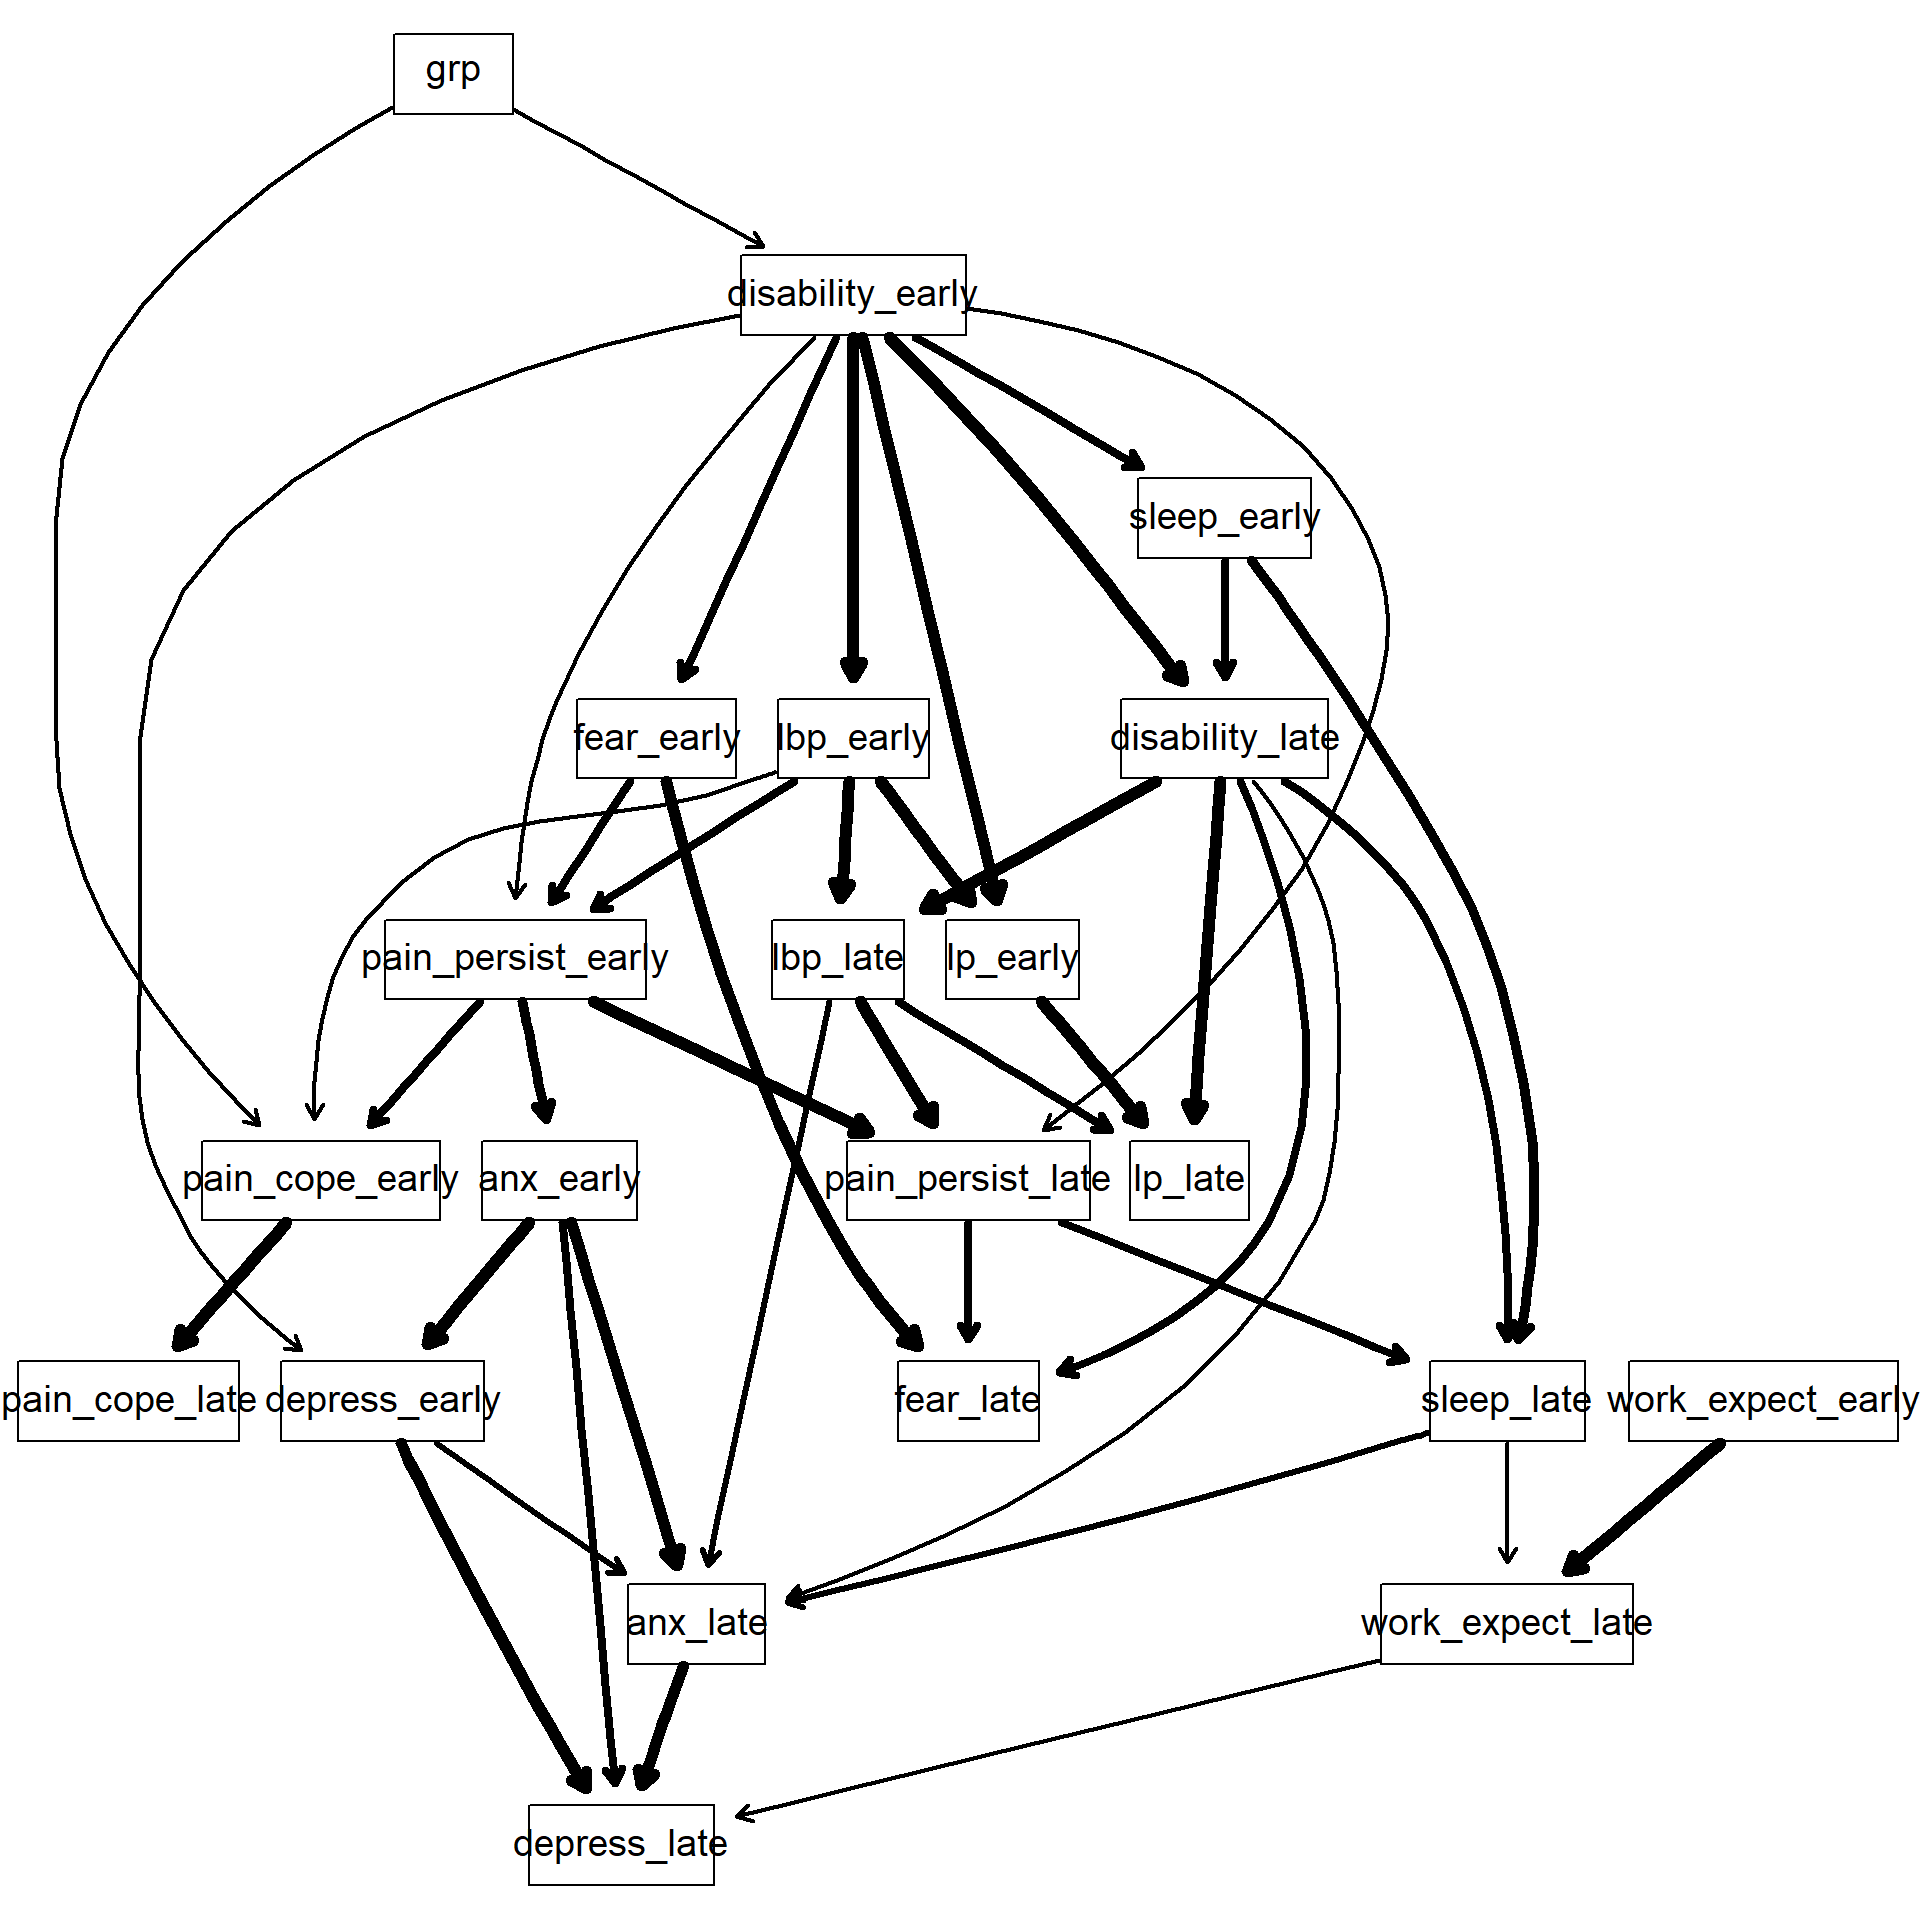 grp
disability_early
sleep_early
fear_early
lbp_early
disability_late
pain_persist_early
lbp_late
lp_early
pain_cope_early
anx_early
pain_persist_late
lp_late
pain_cope_late
depress_early
fear_late
sleep_late
work_expect_early
anx_late
work_expect_late
depress_late